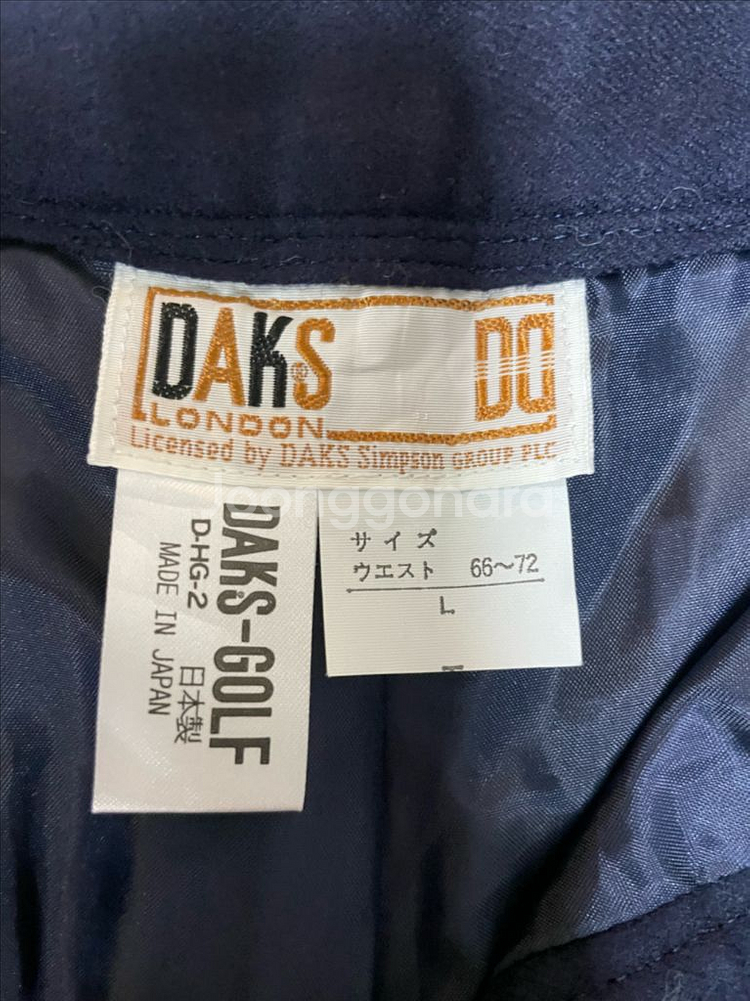 DAKS®
DD
LONDON
Licensed by DAKS Simpson GROUP PLC
Joonggonara
DAKS-GOLF
D-HG-2 日本製
MADE IN JAPAN
サイズ
ウエスト 66〜72
L